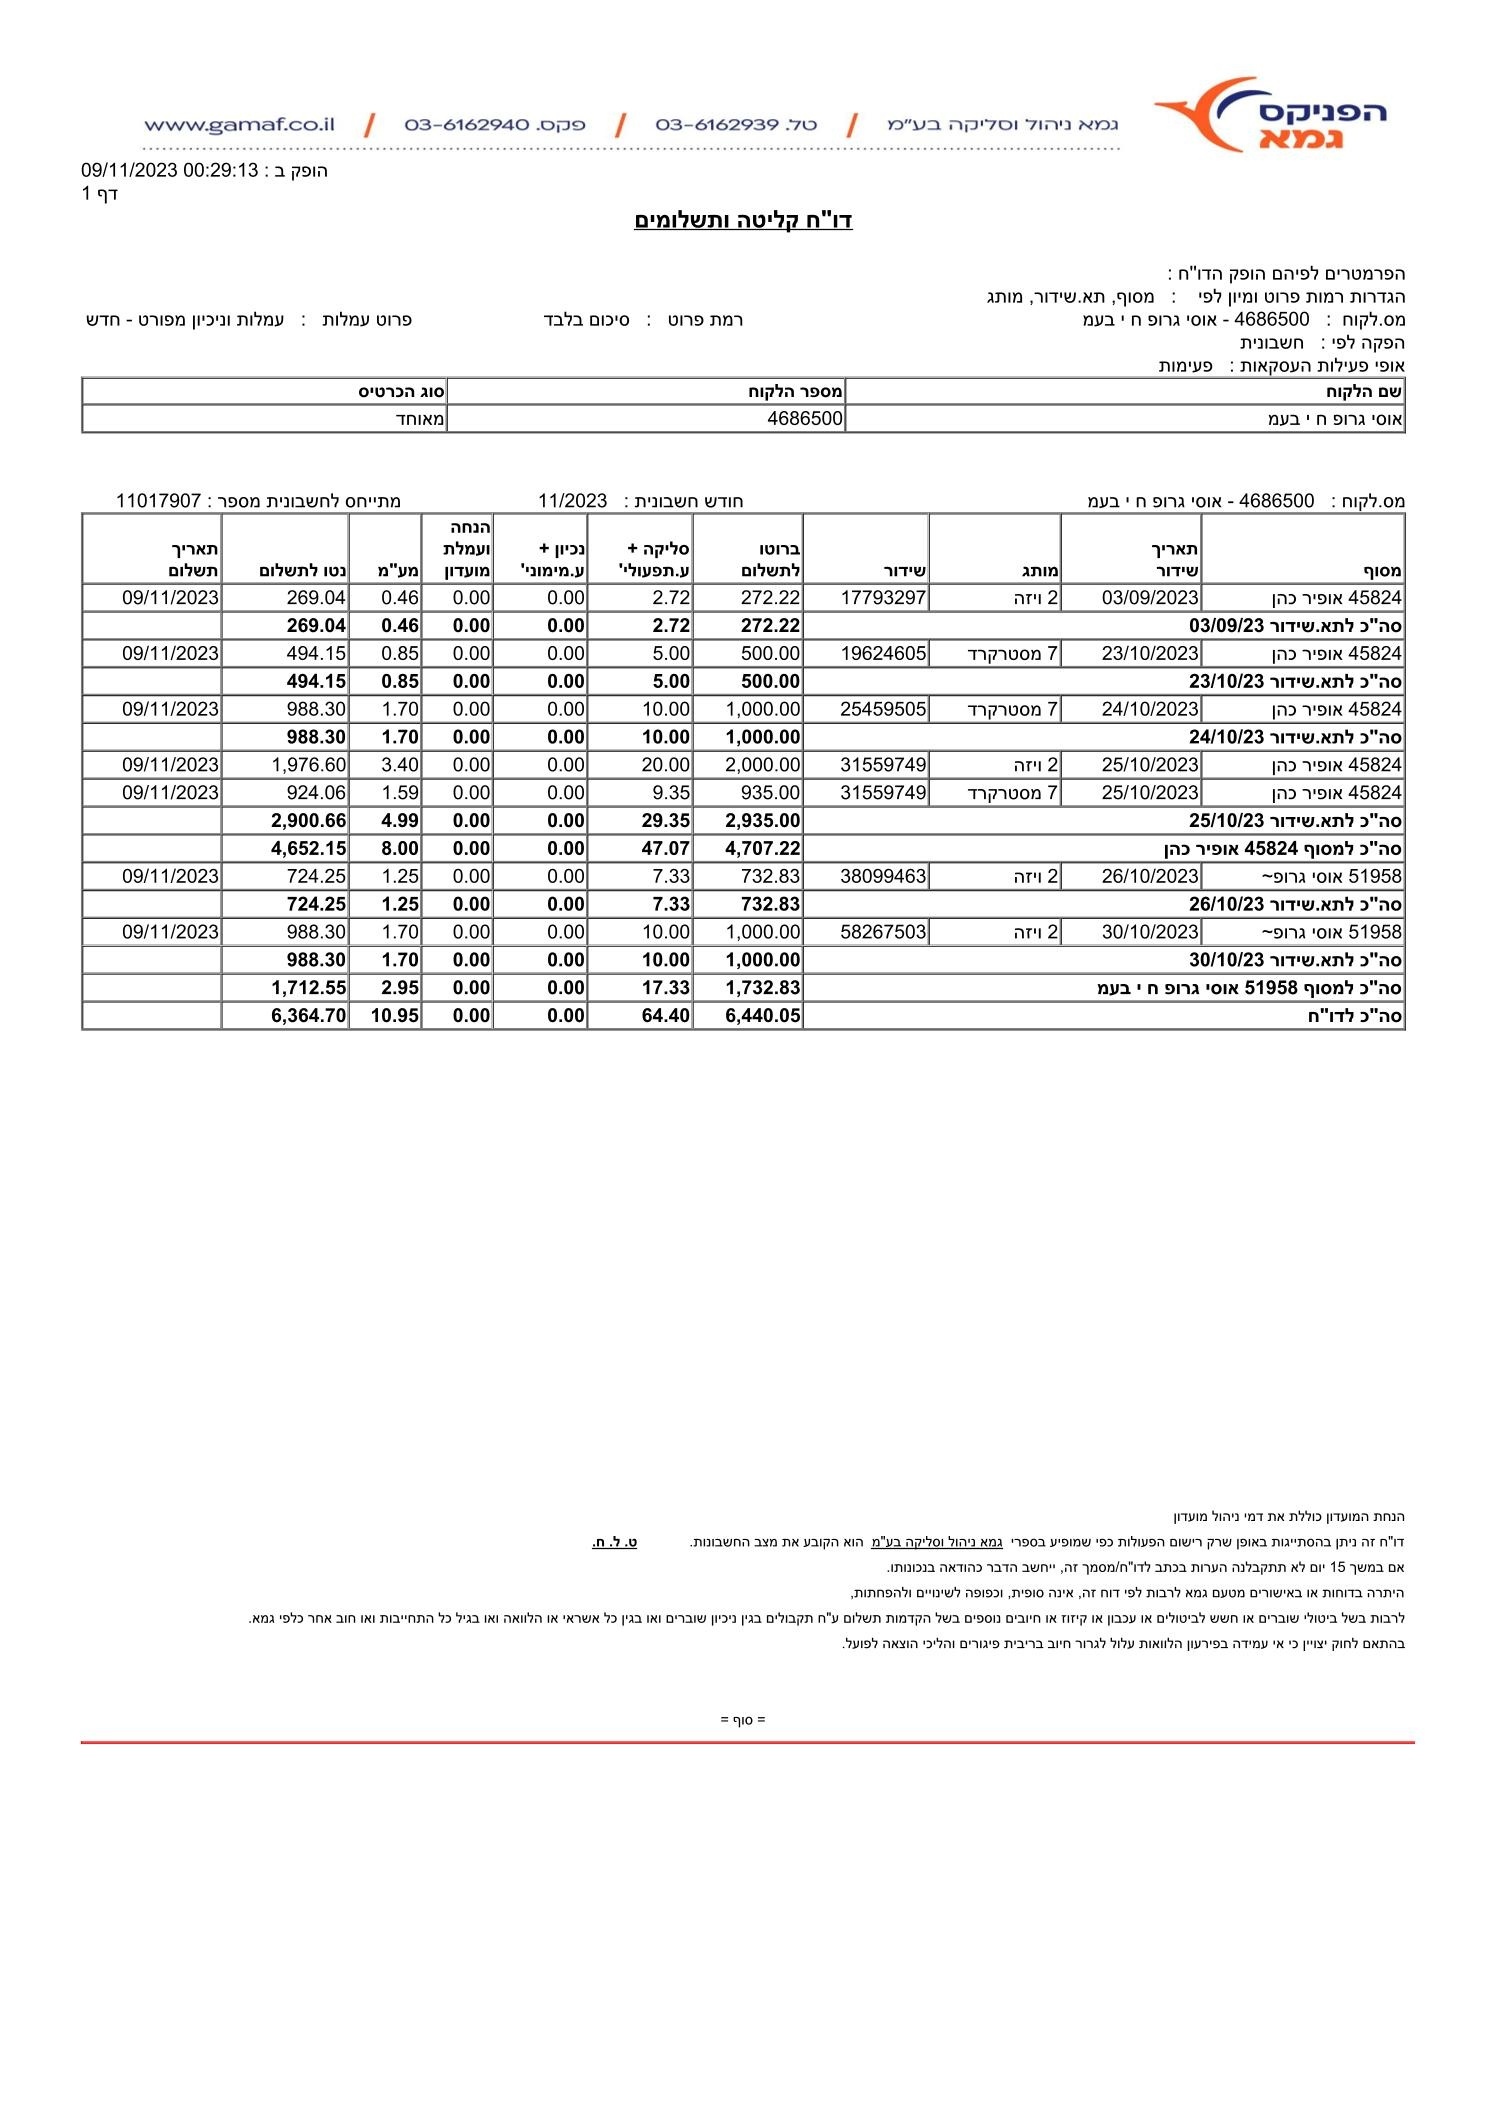 הפניקס
גמא
גמא ניהול וסליקה בע"מ / טל. 03-6162939 / פקס. 03-6162940 / www.gamaf.co.il
הופק ב : 09/11/2023 00:29:13
דף 1
דו"ח קליטה ותשלומים
הפרמטרים לפיהם הופק הדו"ח :
הגדרות רמות פרוט ומיון לפי : מסוף, תא.שידור, מותג
מס.לקוח : 4686500 - אוסי גרופ ח י בעמ רמת פרוט : סיכום בלבד פרוט עמלות : עמלות וניכיון מפורט - חדש
הפקה לפי : חשבונית
אופי פעילות העסקאות : פעימות
שם הלקוח מספר הלקוח סוג הכרטיס
אוסי גרופ ח י בעמ 4686500 מאוחד
מס.לקוח : 4686500 - אוסי גרופ ח י בעמ חודש חשבונית : 11/2023 מתייחס לחשבונית מספר : 11017907
מסוף תאריך שידור מותג שידור ברוטו לתשלום סליקה + ע.תפעולי' נכיון + ע.מימוני' הנחה ועמלת מועדון מע"מ נטו לתשלום תאריך תשלום
45824 אופיר כהן 03/09/2023 2 ויזה 17793297 272.22 2.72 0.00 0.00 0.46 269.04 09/11/2023
סה"כ לתא.שידור 03/09/23 272.22 2.72 0.00 0.00 0.46 269.04
45824 אופיר כהן 23/10/2023 7 מסטרקרד 19624605 500.00 5.00 0.00 0.00 0.85 494.15 09/11/2023
סה"כ לתא.שידור 23/10/23 500.00 5.00 0.00 0.00 0.85 494.15
45824 אופיר כהן 24/10/2023 7 מסטרקרד 25459505 1,000.00 10.00 0.00 0.00 1.70 988.30 09/11/2023
סה"כ לתא.שידור 24/10/23 1,000.00 10.00 0.00 0.00 1.70 988.30
45824 אופיר כהן 25/10/2023 2 ויזה 31559749 2,000.00 20.00 0.00 0.00 3.40 1,976.60 09/11/2023
45824 אופיר כהן 25/10/2023 7 מסטרקרד 31559749 935.00 9.35 0.00 0.00 1.59 924.06 09/11/2023
סה"כ לתא.שידור 25/10/23 2,935.00 29.35 0.00 0.00 4.99 2,900.66
סה"כ למסוף 45824 אופיר כהן 4,707.22 47.07 0.00 0.00 8.00 4,652.15
51958 אוסי גרופ~ 26/10/2023 2 ויזה 38099463 732.83 7.33 0.00 0.00 1.25 724.25 09/11/2023
סה"כ לתא.שידור 26/10/23 732.83 7.33 0.00 0.00 1.25 724.25
51958 אוסי גרופ~ 30/10/2023 2 ויזה 58267503 1,000.00 10.00 0.00 0.00 1.70 988.30 09/11/2023
סה"כ לתא.שידור 30/10/23 1,000.00 10.00 0.00 0.00 1.70 988.30
סה"כ למסוף 51958 אוסי גרופ ח י בעמ 1,732.83 17.33 0.00 0.00 2.95 1,712.55
סה"כ לדו"ח 6,440.05 64.40 0.00 0.00 10.95 6,364.70
הנחת המועדון כוללת את דמי ניהול מועדון
דו"ח זה ניתן בהסתייגות באופן שרק רישום הפעולות כפי שמופיע בספרי גמא ניהול וסליקה בע"מ הוא הקובע את מצב החשבונות. ט. ל. ח.
אם במשך 15 יום לא תתקבלנה הערות בכתב לדו"ח/מסמך זה, ייחשב הדבר כהודאה בנכונותו.
היתרה בדוחות או באישורים מטעם גמא לרבות לפי דוח זה, אינה סופית, וכפופה לשינויים ולהפחתות,
לרבות בשל ביטולי שוברים או חשש לביטולים או עכבון או קיזוז או חיובים נוספים בשל הקדמות תשלום ע"ח תקבולים בגין ניכיון שוברים ואו בגין כל אשראי או הלוואה ואו בגיל כל התחייבות ואו חוב אחר כלפי גמא.
בהתאם לחוק יצויין כי אי עמידה בפירעון הלוואות עלול לגרור חיוב בריבית פיגורים והליכי הוצאה לפועל.
= סוף =